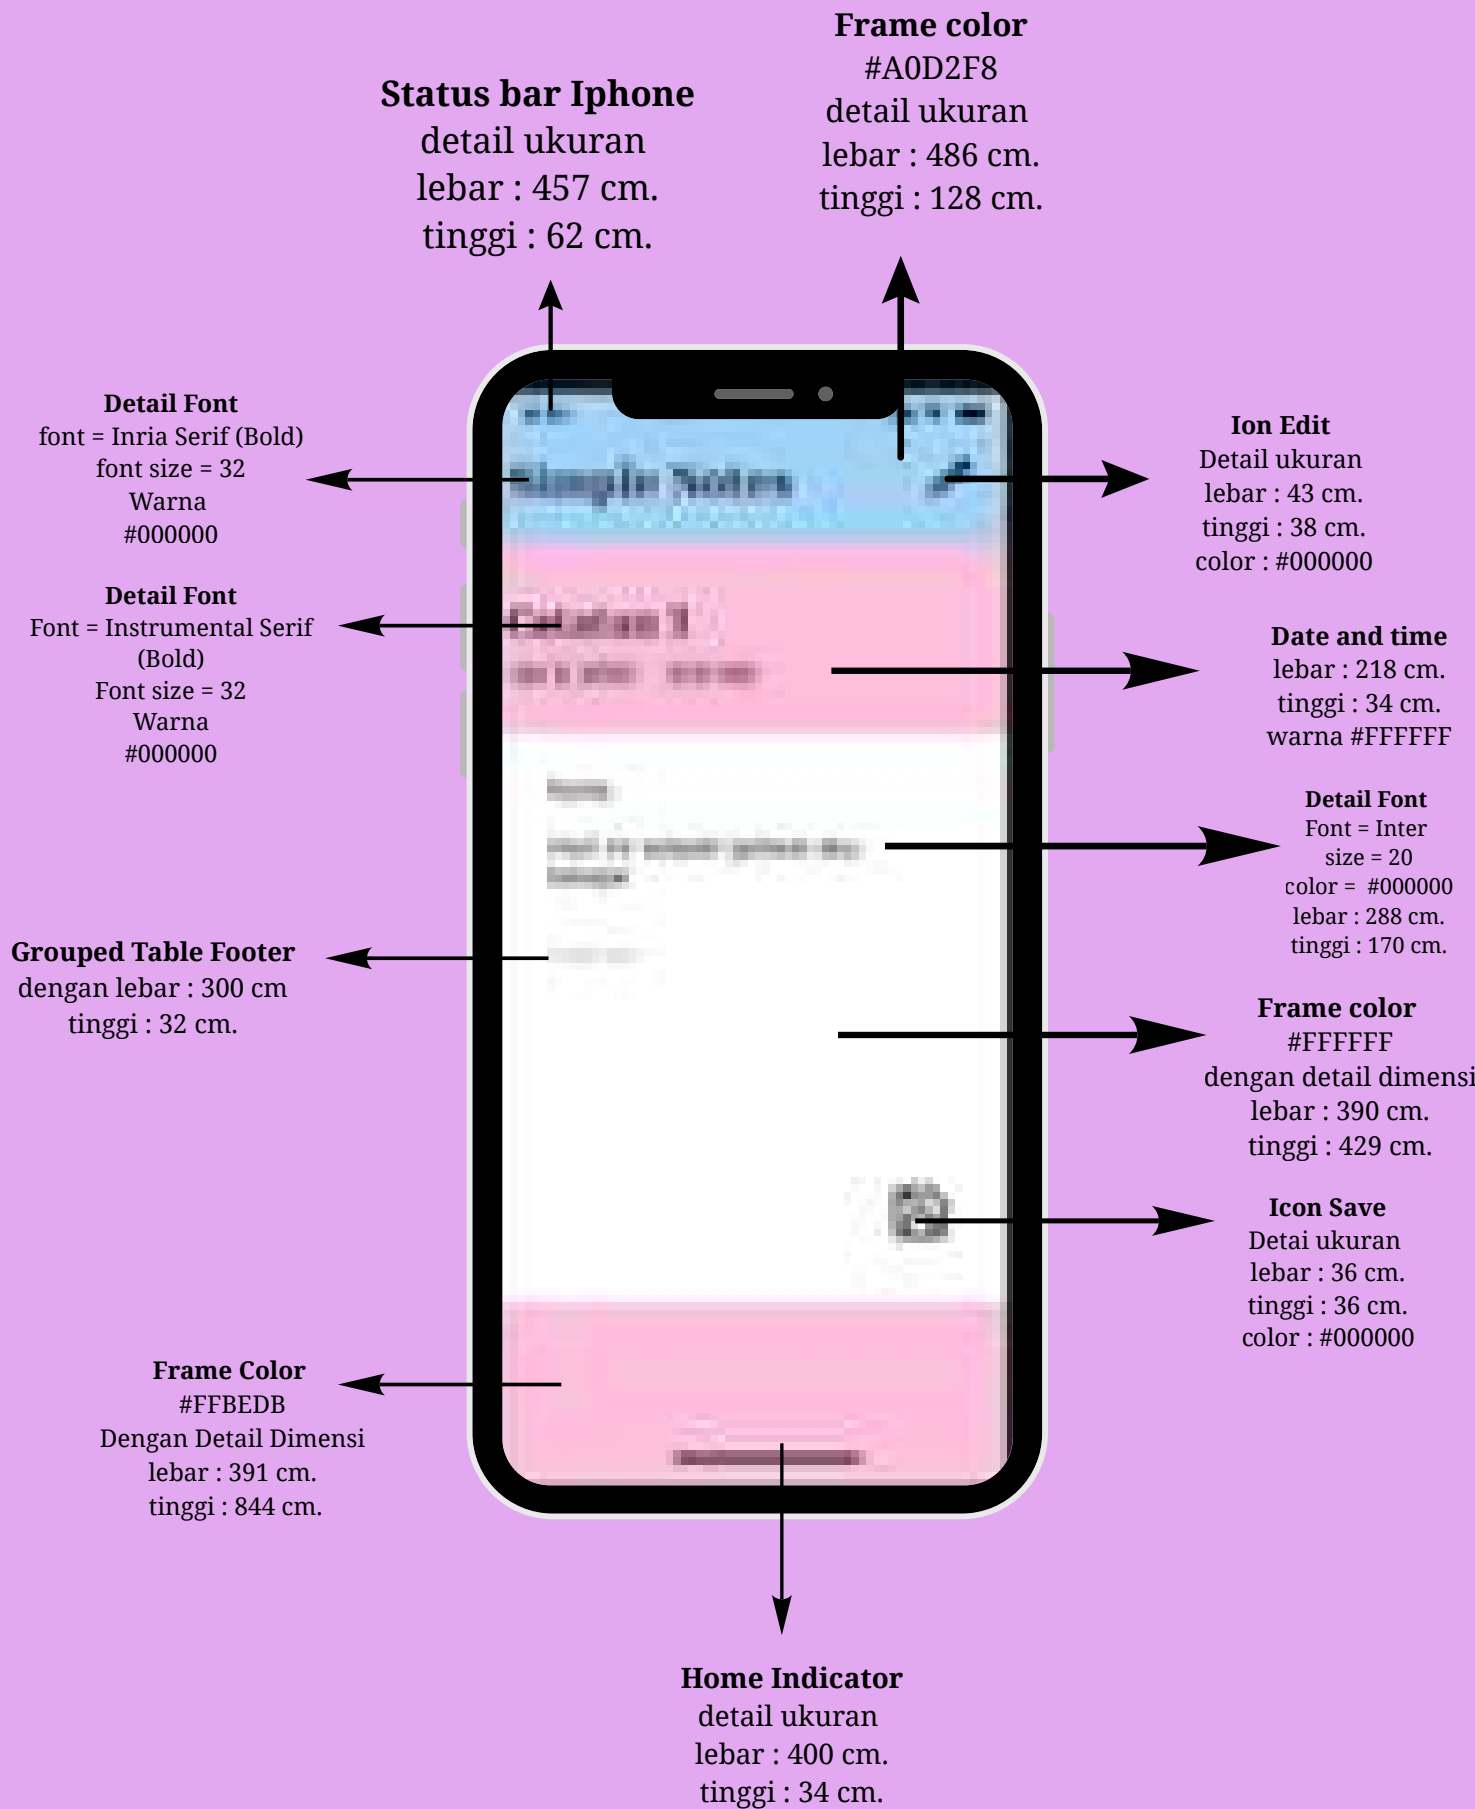 Frame color
#A0D2F8
detail ukuran
lebar : 486 cm.
tinggi : 128 cm.
Status bar Iphone
detail ukuran
lebar : 457 cm.
tinggi : 62 cm.
Detail Font
font = Inria Serif (Bold)
font size = 32
Warna
#000000
Detail Font
Font = Instrumental Serif
(Bold)
Font size = 32
Warna
#000000
Grouped Table Footer
dengan lebar : 300 cm
tinggi : 32 cm.
Frame Color
#FFBEDB
Dengan Detail Dimensi
lebar : 391 cm.
tinggi : 844 cm.
Simple Notes
Catatan 1
Ion Edit
Detail ukuran
lebar : 43 cm.
tinggi : 38 cm.
color : #000000
Date and time
lebar : 218 cm.
tinggi : 34 cm.
warna #FFFFFF
Detail Font
Font = Inter
size = 20
color = #000000
lebar : 288 cm.
tinggi : 170 cm.
Frame color
#FFFFFF
dengan detail dimensi
lebar : 390 cm.
tinggi : 429 cm.
Icon Save
Detai ukuran
lebar : 36 cm.
tinggi : 36 cm.
color : #000000
Home Indicator
detail ukuran
lebar : 400 cm.
tinggi : 34 cm.